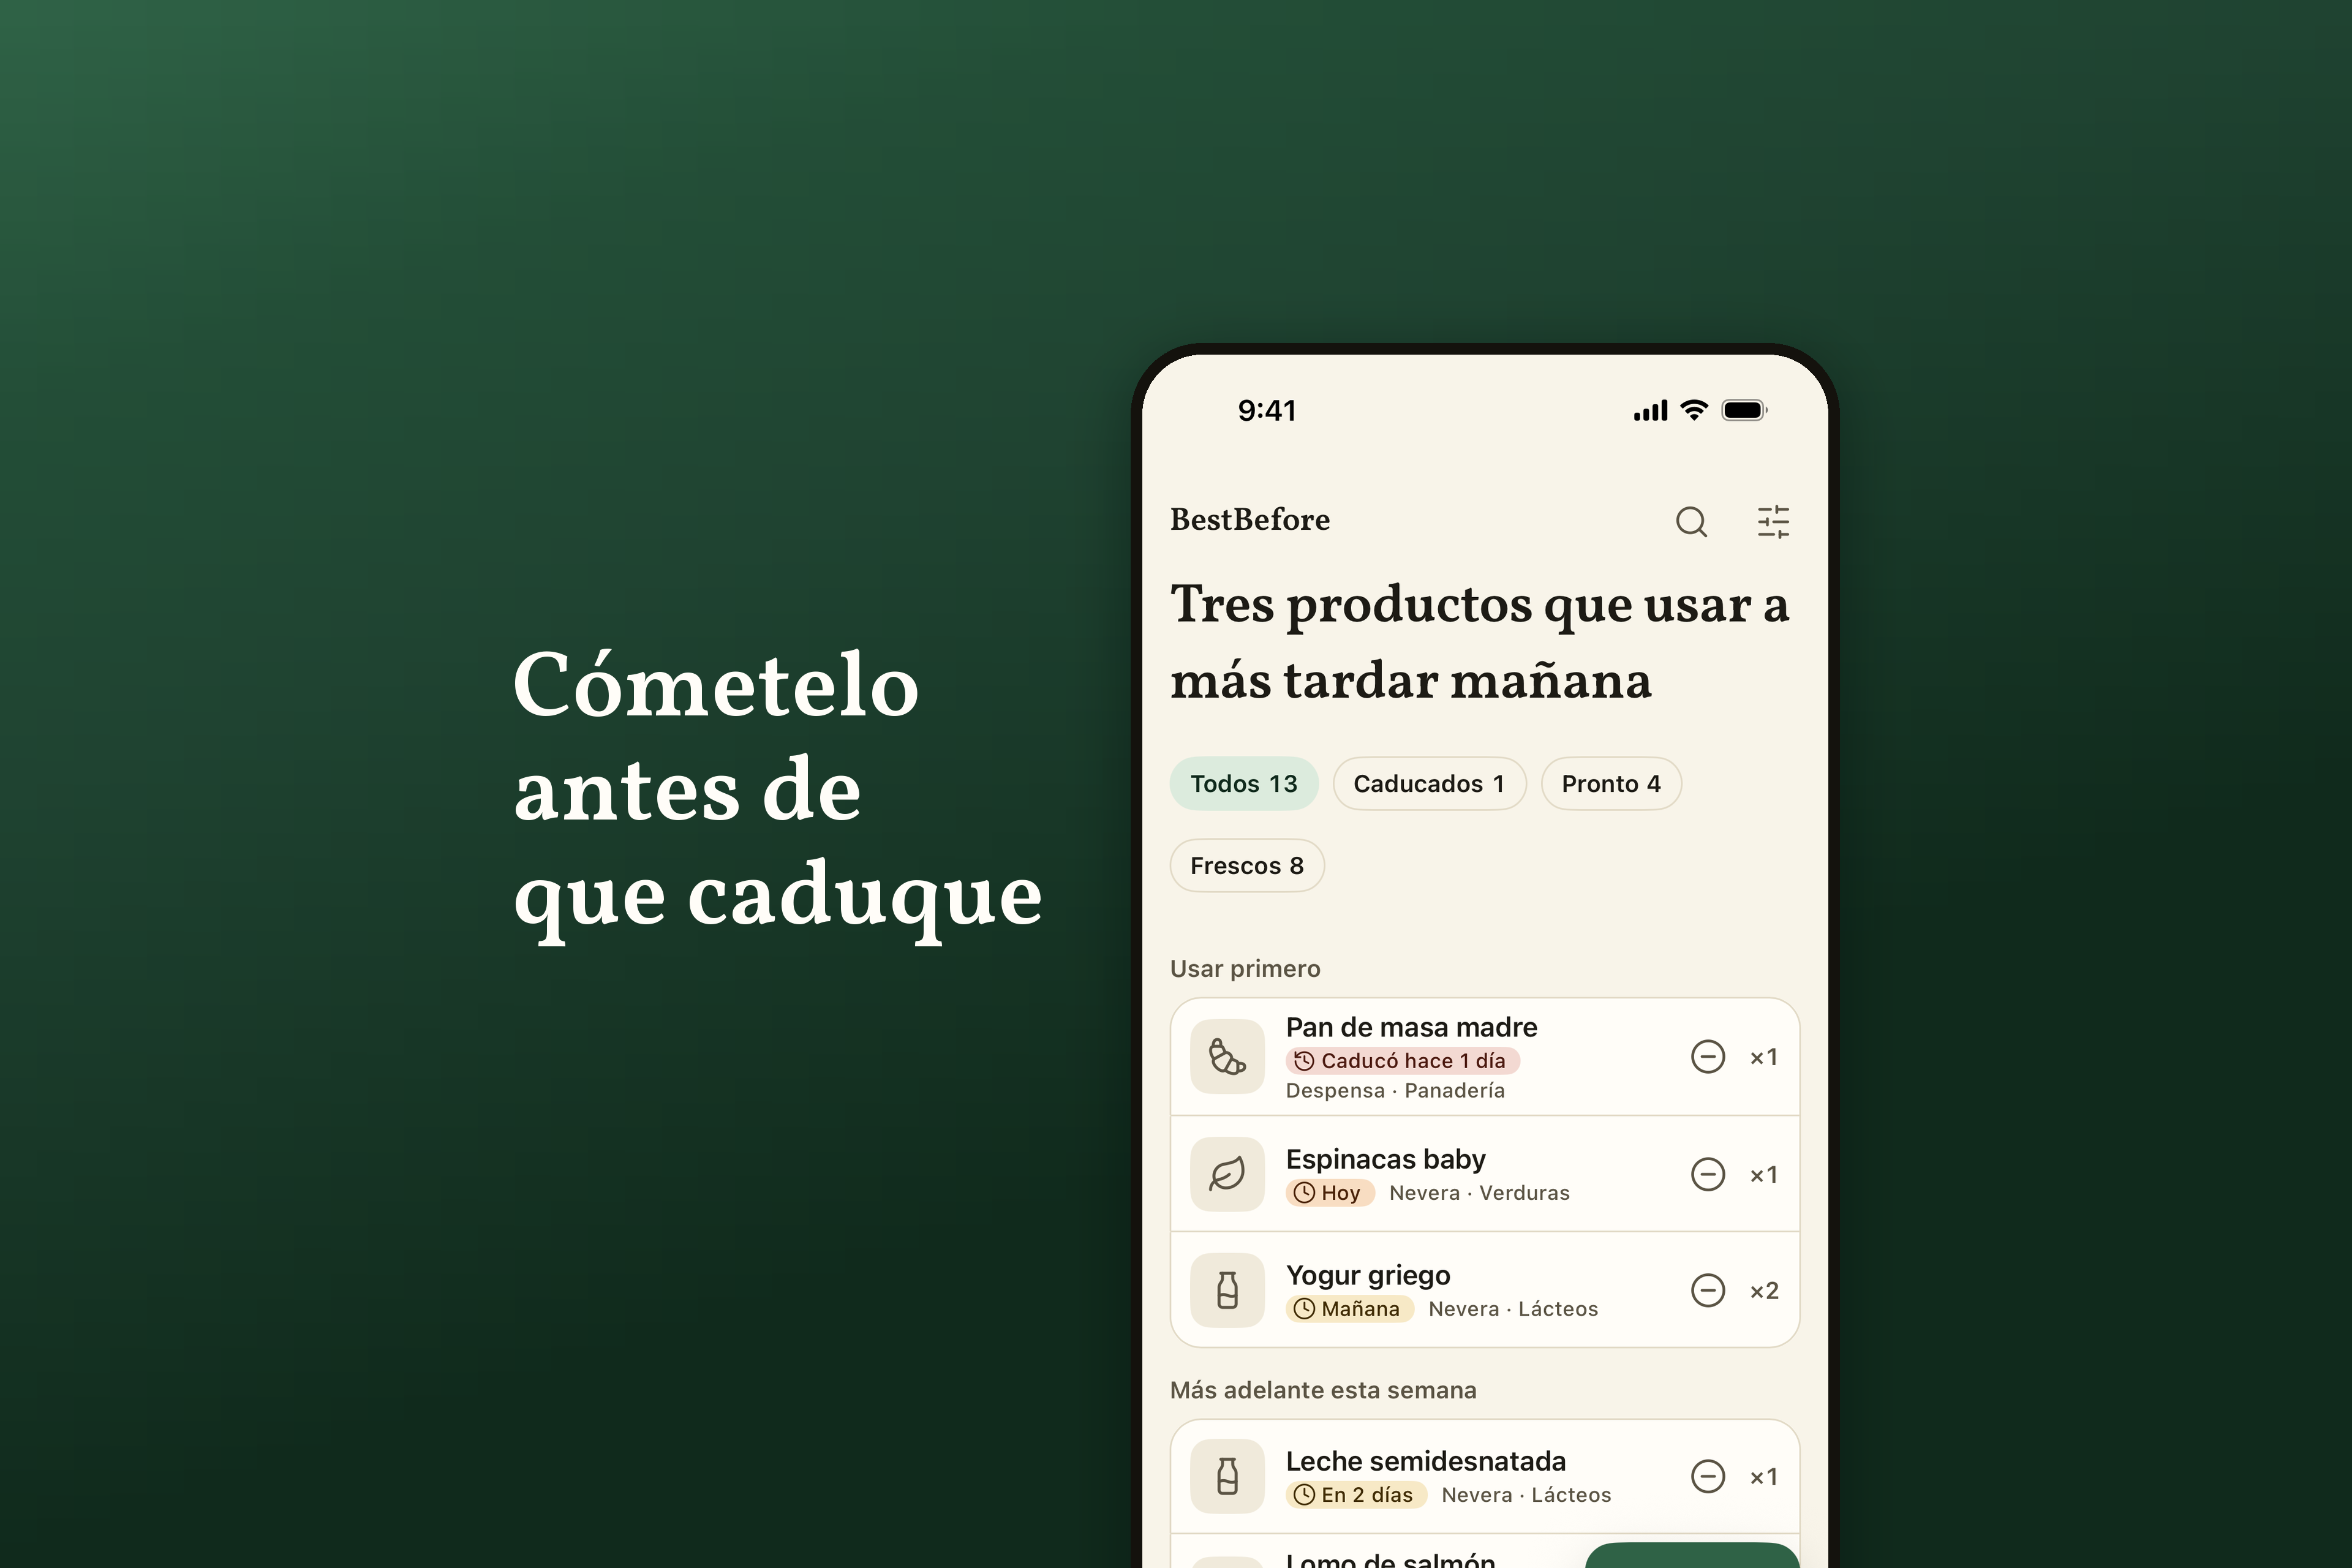 Cómetelo
antes de
que caduque
9:41
BestBefore
Tres productos que usar a
más tardar mañana
Todos 13
Caducados 1
Pronto 4
Frescos 8
Usar primero
Pan de masa madre
Caducó hace 1 día
Despensa · Panadería
×1
Espinacas baby
Hoy
Nevera · Verduras
×1
Yogur griego
Mañana
Nevera · Lácteos
×2
Más adelante esta semana
Leche semidesnatada
En 2 días
Nevera · Lácteos
×1
Lomo de salmón